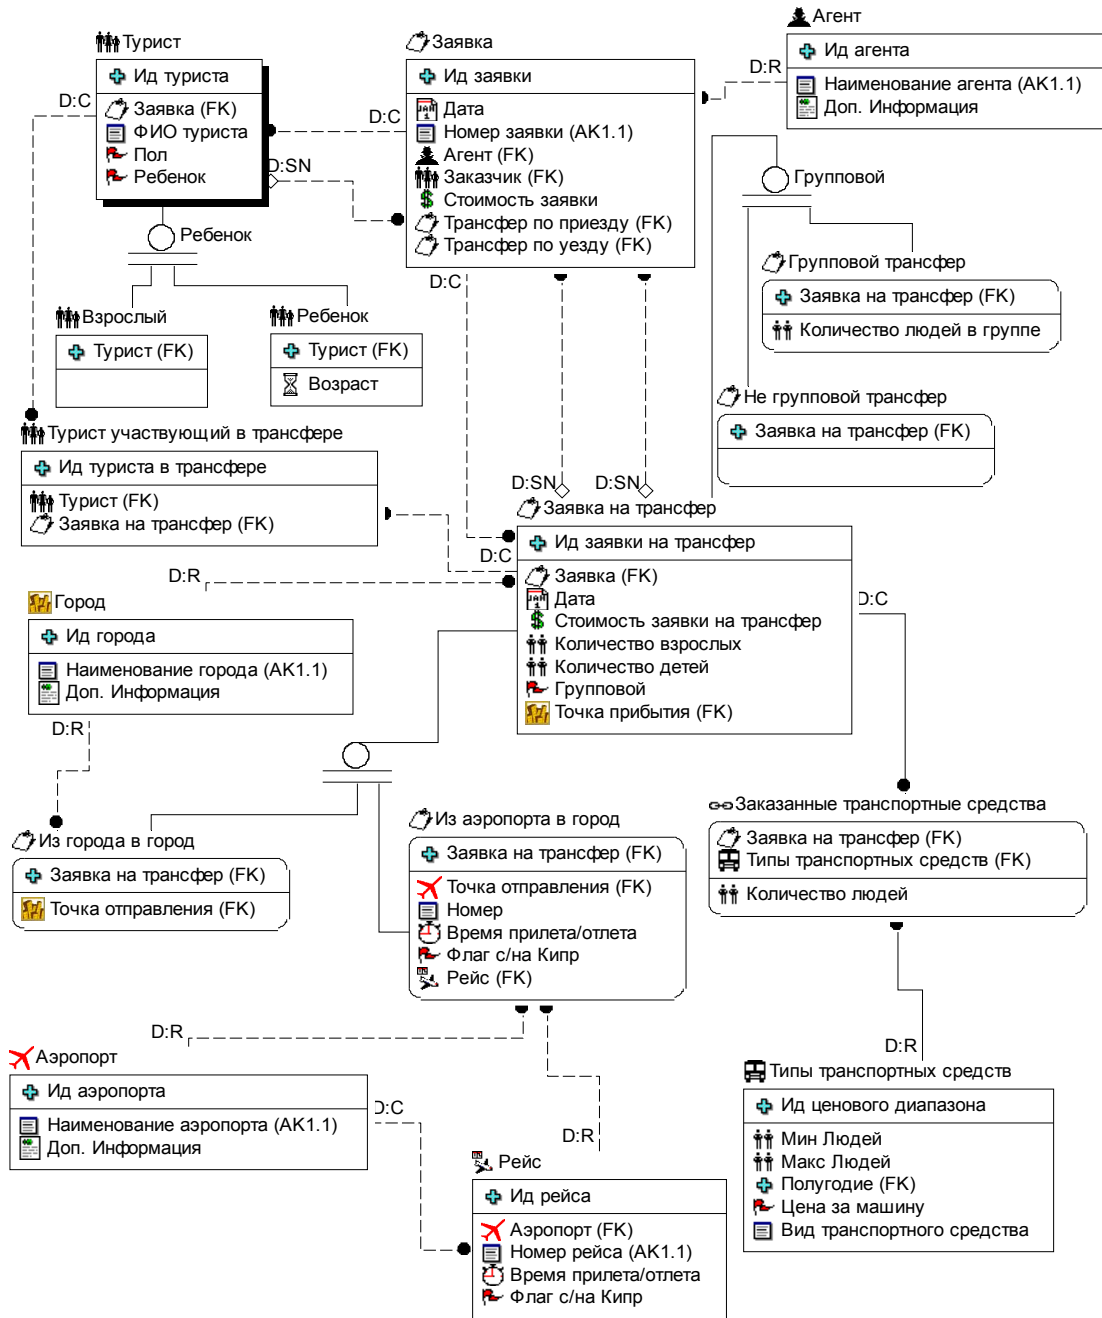 Агент
Ид агента
Наименование агента (AK1.1)
Доп. Информация
D:R
Турист
Ид туриста
Заявка (FK)
ФИО туриста
Пол
Ребенок
D:C
Заявка
Ид заявки
Дата
Номер заявки (AK1.1)
Агент (FK)
Заказчик (FK)
Стоимость заявки
Трансфер по приезду (FK)
Трансфер по уезду (FK)
D:C
D:SN
D:C
Групповой
Групповой трансфер
Заявка на трансфер (FK)
Количество людей в группе
Не групповой трансфер
Заявка на трансфер (FK)
Ребенок
Взрослый
Турист (FK)
Ребенок
Турист (FK)
Возраст
Турист участвующий в трансфере
Ид туриста в трансфере
Турист (FK)
Заявка на трансфер (FK)
D:SN
D:SN
Заявка на трансфер
Ид заявки на трансфер
Заявка (FK)
Дата
Стоимость заявки на трансфер
Количество взрослых
Количество детей
Групповой
Точка прибытия (FK)
D:C
D:R
D:C
Город
Ид города
Наименование города (AK1.1)
Доп. Информация
D:R
Из города в город
Заявка на трансфер (FK)
Точка отправления (FK)
Из аэропорта в город
Заявка на трансфер (FK)
Точка отправления (FK)
Номер
Время прилета/отлета
Флаг с/на Кипр
Рейс (FK)
Заказанные транспортные средства
Заявка на трансфер (FK)
Типы транспортных средств (FK)
Количество людей
D:R
D:R
Аэропорт
Ид аэропорта
Наименование аэропорта (AK1.1)
Доп. Информация
D:C
D:R
Рейс
Ид рейса
Аэропорт (FK)
Номер рейса (AK1.1)
Время прилета/отлета
Флаг с/на Кипр
Типы транспортных средств
Ид ценового диапазона
Мин Людей
Макс Людей
Полугодие (FK)
Цена за машину
Вид транспортного средства